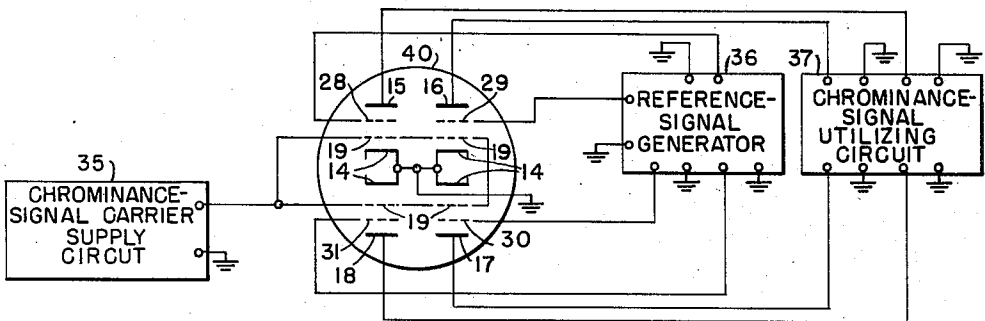 40
36
37
28
15
16
29
REFERENCE-
SIGNAL
GENERATOR
CHROMINANCE-
SIGNAL
UTILIZING
CIRCUIT
19
19
14
14
35
CHROMINANCE-
SIGNAL CARRIER
SUPPLY
CIRCUT
19
31
18
17
30